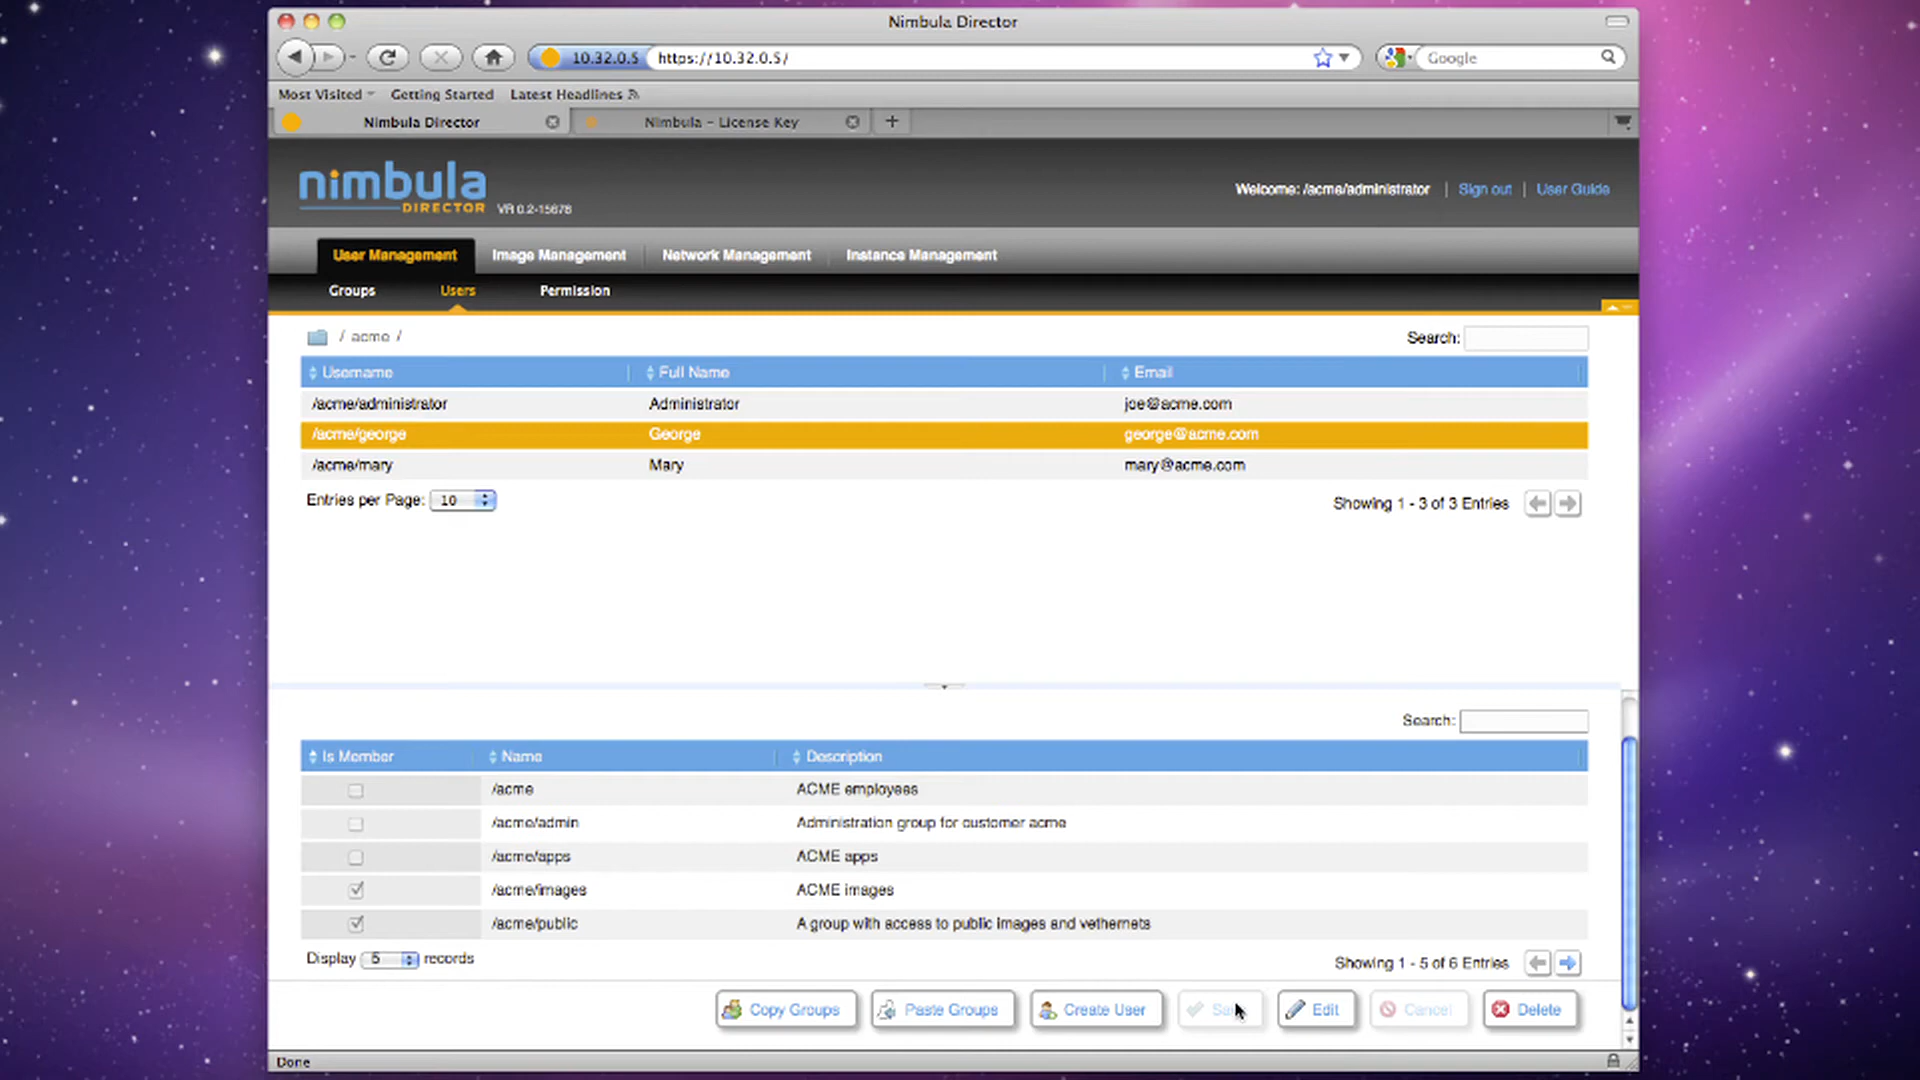 Nimbula Director
10.32.0.5 https://10.32.0.5/ Google
Most Visited Getting Started Latest Headlines
Nimbula Director Nimbula - License Key
nimbula
DIRECTOR VR 0.2-15678
Welcome: /acme/administrator | Sign out | User Guide
User Management Image Management Network Management Instance Management
Groups Users Permission
/ acme / Search:
Username Full Name Email
/acme/administrator Administrator joe@acme.com
/acme/george George george@acme.com
/acme/mary Mary mary@acme.com
Entries per Page: 10 Showing 1 - 3 of 3 Entries
Search:
Is Member Name Description
/acme ACME employees
/acme/admin Administration group for customer acme
/acme/apps ACME apps
/acme/images ACME images
/acme/public A group with access to public images and vethernets
Display 5 records Showing 1 - 5 of 6 Entries
Copy Groups Paste Groups Create User Edit Cancel Delete
Done